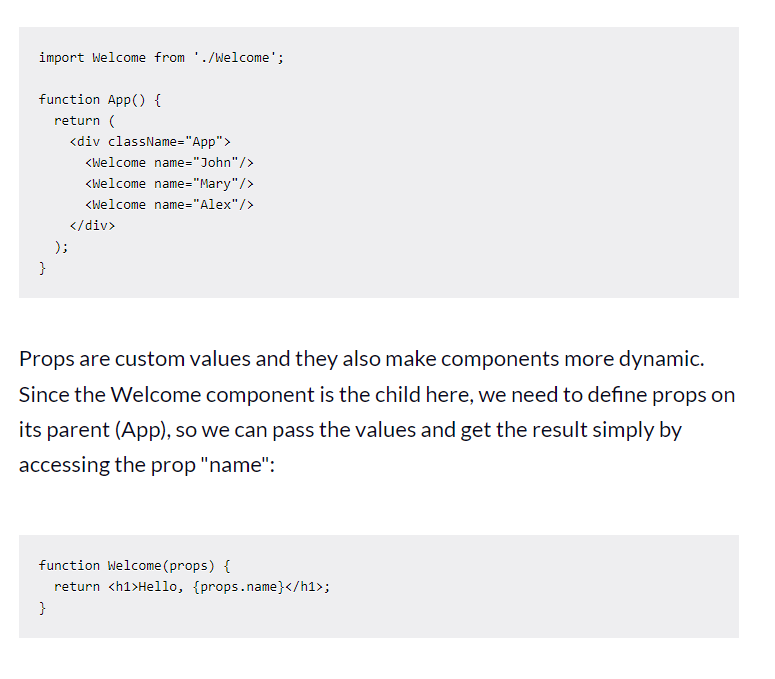 import Welcome from './Welcome';
function App() {
  return (
    <div className="App">
      <Welcome name="John"/>
      <Welcome name="Mary"/>
      <Welcome name="Alex"/>
    </div>
  );
}
Props are custom values and they also make components more dynamic.
Since the Welcome component is the child here, we need to define props on
its parent (App), so we can pass the values and get the result simply by
accessing the prop "name":
function Welcome(props) {
  return <h1>Hello, {props.name}</h1>;
}